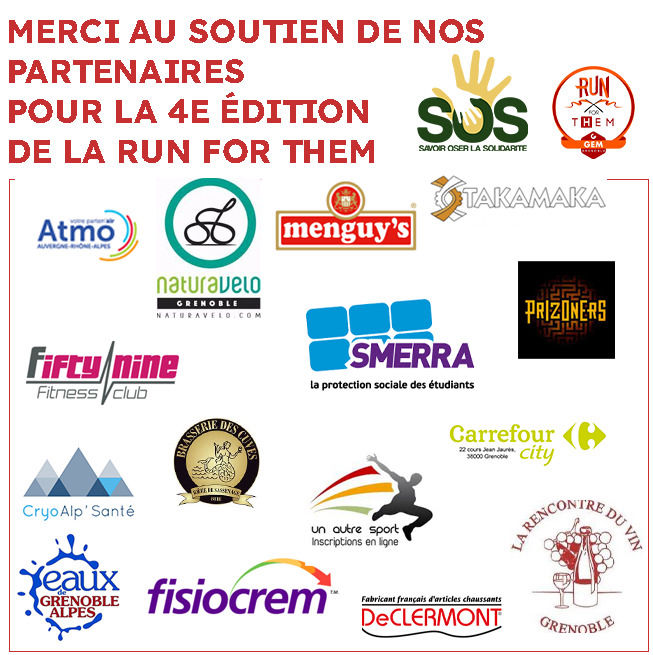 MERCI AU SOUTIEN DE NOS
PARTENAIRES
POUR LA 4E ÉDITION
DE LA RUN FOR THEM
SOS
SAVOIR OSER LA SOLIDARITE
RUN
FOR
THEM
GEM
votre partenair
Atmo
AUVERGNE-RHÔNE-ALPES
naturavelo
GRENOBLE
NATURAVELO.COM
menguy's
TAKAMAKA
PRIZONERS
Fifty nine
Fitness club
SMERRA
la protection sociale des étudiants
Carrefour
city
22 cours Jean Jaurès,
38000 Grenoble
BRASSERIE DES CUVES
CryoAlp'Santé
un autre sport
Inscriptions en ligne
LA RENCONTRE DU VIN
GRENOBLE
eaux
de
GRENOBLE
ALPES
fisiocrem
Fabricant français d'articles chaussants
DeCLERMONT